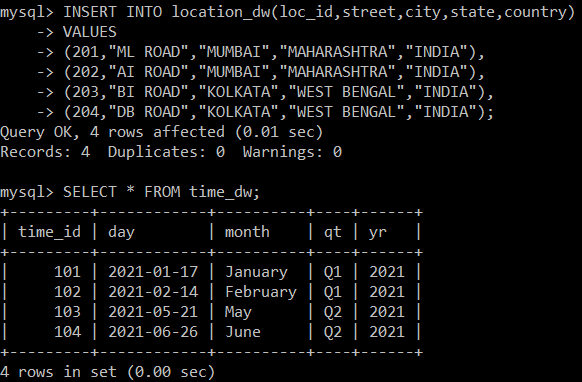 mysql> INSERT INTO location_dw(loc_id,street,city,state,country)
    -> VALUES
    -> (201,"ML ROAD","MUMBAI","MAHARASHTRA","INDIA"),
    -> (202,"AI ROAD","MUMBAI","MAHARASHTRA","INDIA"),
    -> (203,"BI ROAD","KOLKATA","WEST BENGAL","INDIA"),
    -> (204,"DB ROAD","KOLKATA","WEST BENGAL","INDIA");
Query OK, 4 rows affected (0.01 sec)
Records: 4  Duplicates: 0  Warnings: 0

mysql> SELECT * FROM time_dw;
+---------+------------+----------+----+------+
| time_id | day        | month    | qt | yr   |
+---------+------------+----------+----+------+
|     101 | 2021-01-17 | January  | Q1 | 2021 |
|     102 | 2021-02-14 | February | Q1 | 2021 |
|     103 | 2021-05-21 | May      | Q2 | 2021 |
|     104 | 2021-06-26 | June     | Q2 | 2021 |
+---------+------------+----------+----+------+
4 rows in set (0.00 sec)